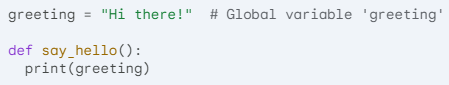 greeting = "Hi there!"  # Global variable 'greeting'

def say_hello():
  print(greeting)